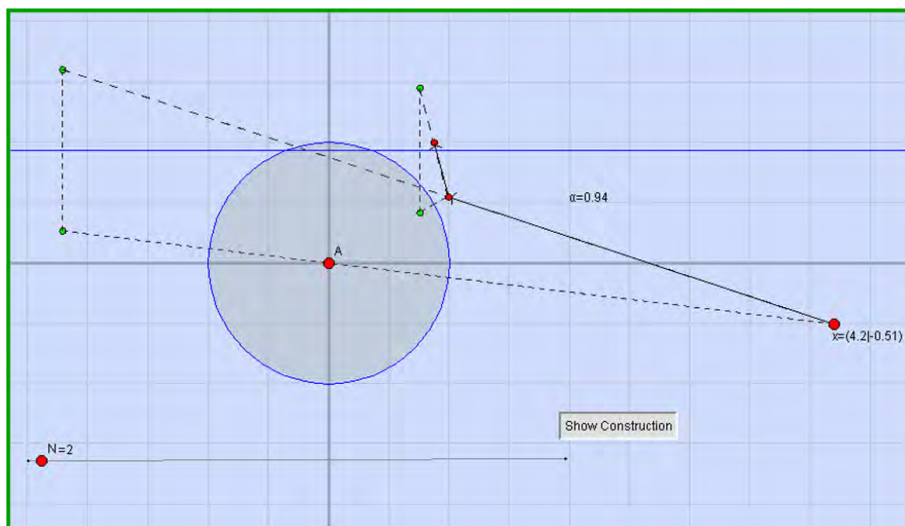 α=0.94
A
x=(4.2|-0.51)
Show Construction
N=2